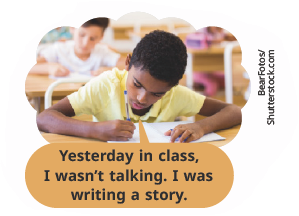 Yesterday in class,
I wasn't talking. I was
writing a story.
BearFotos/
Shutterstock.com